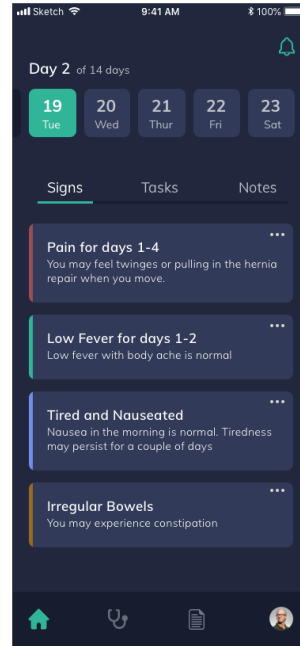 Sketch 9:41 AM 100%
Day 2 of 14 days
19 20 21 22 23
Tue Wed Thur Fri Sat
Signs Tasks Notes
Pain for days 1-4
You may feel twinges or pulling in the hernia
repair when you move.
Low Fever for days 1-2
Low fever with body ache is normal
Tired and Nauseated
Nausea in the morning is normal. Tiredness
may persist for a couple of days
Irregular Bowels
You may experience constipation